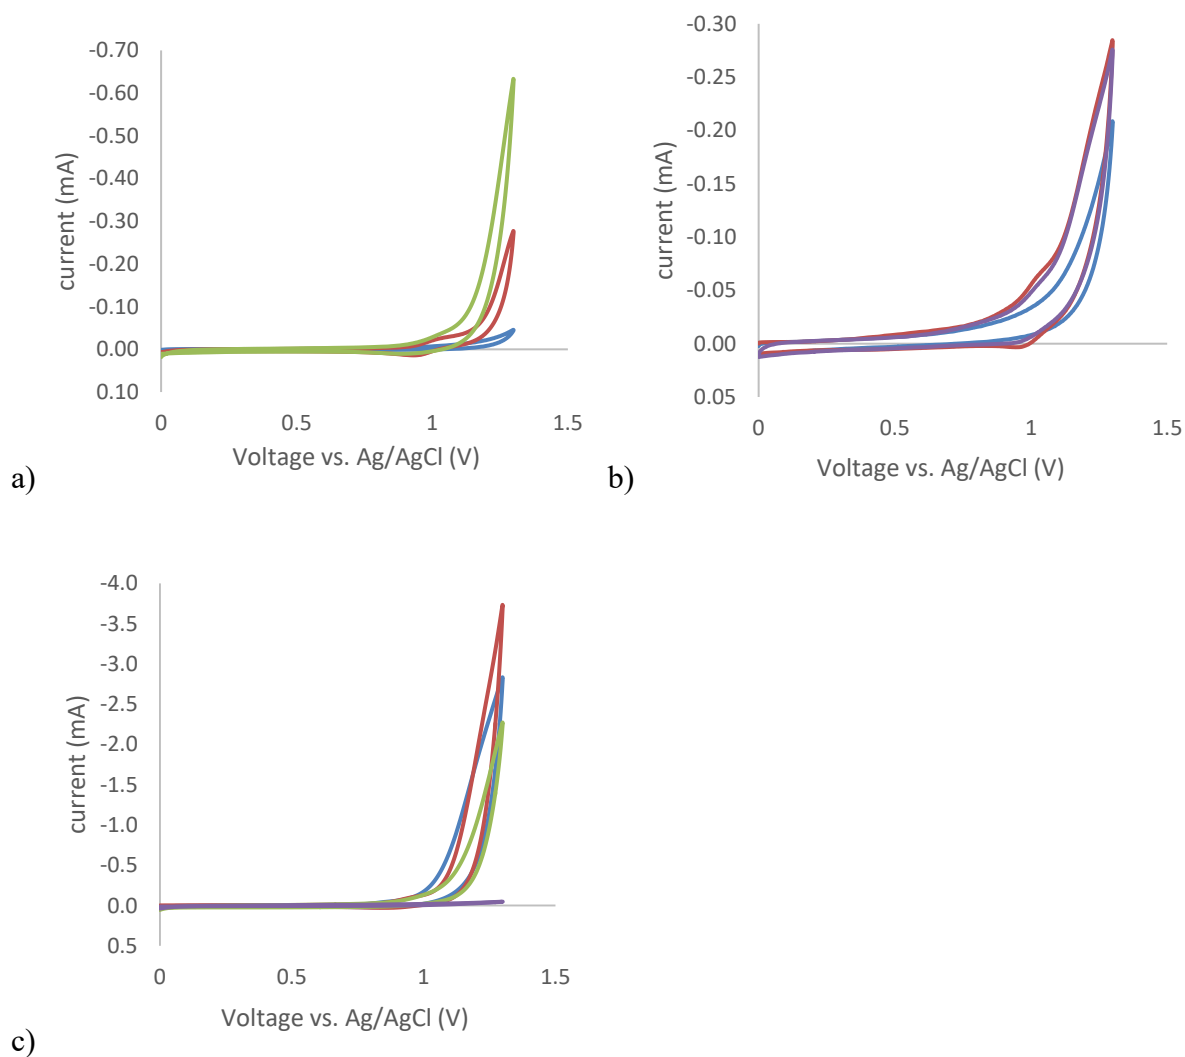 -0.70
-0.60
-0.50
-0.40
-0.30
-0.20
-0.10
0.00
0.10
current (mA)
0 0.5 1 1.5
Voltage vs. Ag/AgCl (V)
a)
-0.30
-0.25
-0.20
-0.15
-0.10
-0.05
0.00
0.05
current (mA)
0 0.5 1 1.5
Voltage vs. Ag/AgCl (V)
b)
-4.0
-3.5
-3.0
-2.5
-2.0
-1.5
-1.0
-0.5
0.0
0.5
current (mA)
0 0.5 1 1.5
Voltage vs. Ag/AgCl (V)
c)